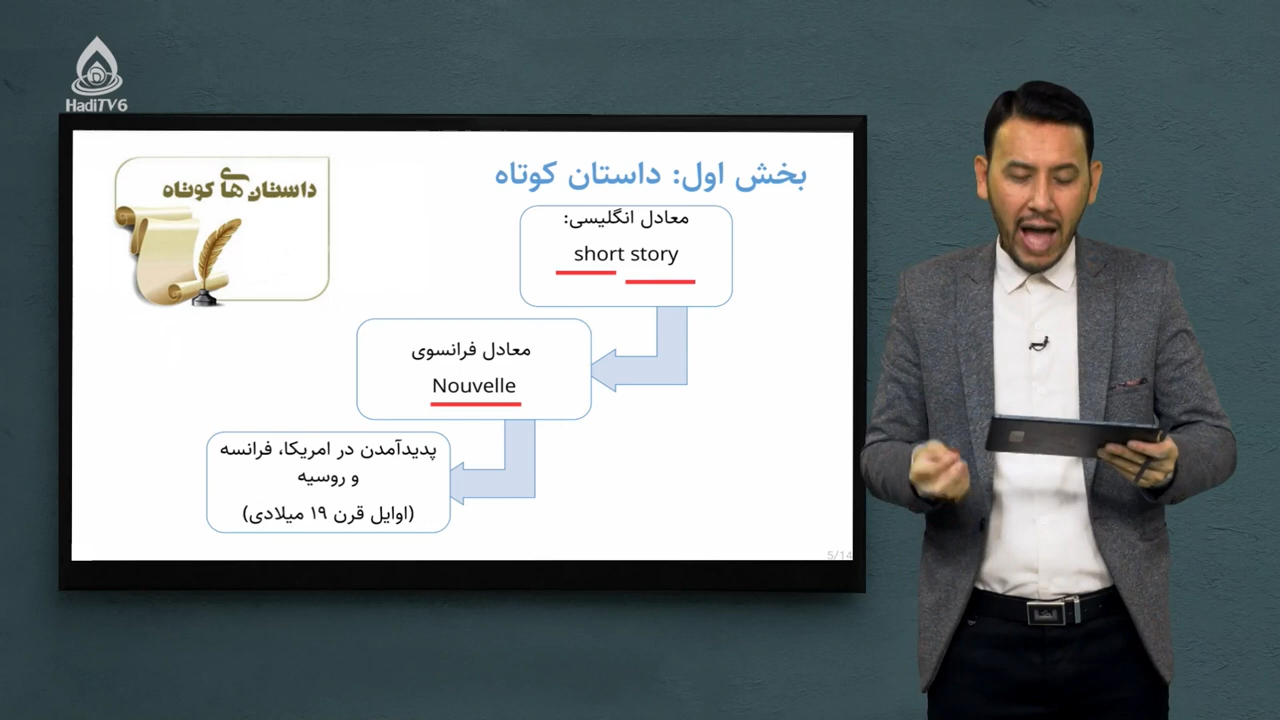 HadiTV6
بخش اول: داستان کوتاه
داستان های کوتاه
معادل انگلیسی:
short story
معادل فرانسوی
Nouvelle
پدیدآمدن در امریکا، فرانسه
و روسیه
(اوایل قرن ۱۹ میلادی)
5/14